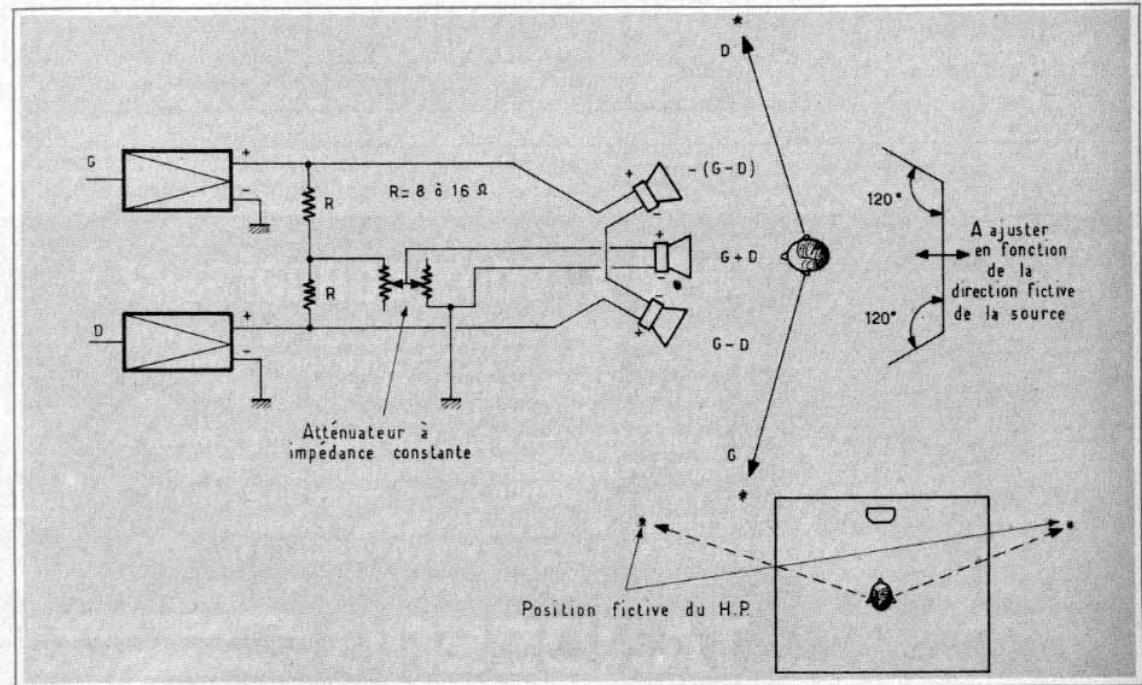 D
G
+
-
R
R = 8 à 16 Ω
+
-
- (G-D)
+
-
G+D
120°
A ajuster
en fonction
de la
direction fictive
de la source
120°
R
D
+
-
-
+
G-D
Atténuateur à
impédance constante
G
Position fictive du H.P.